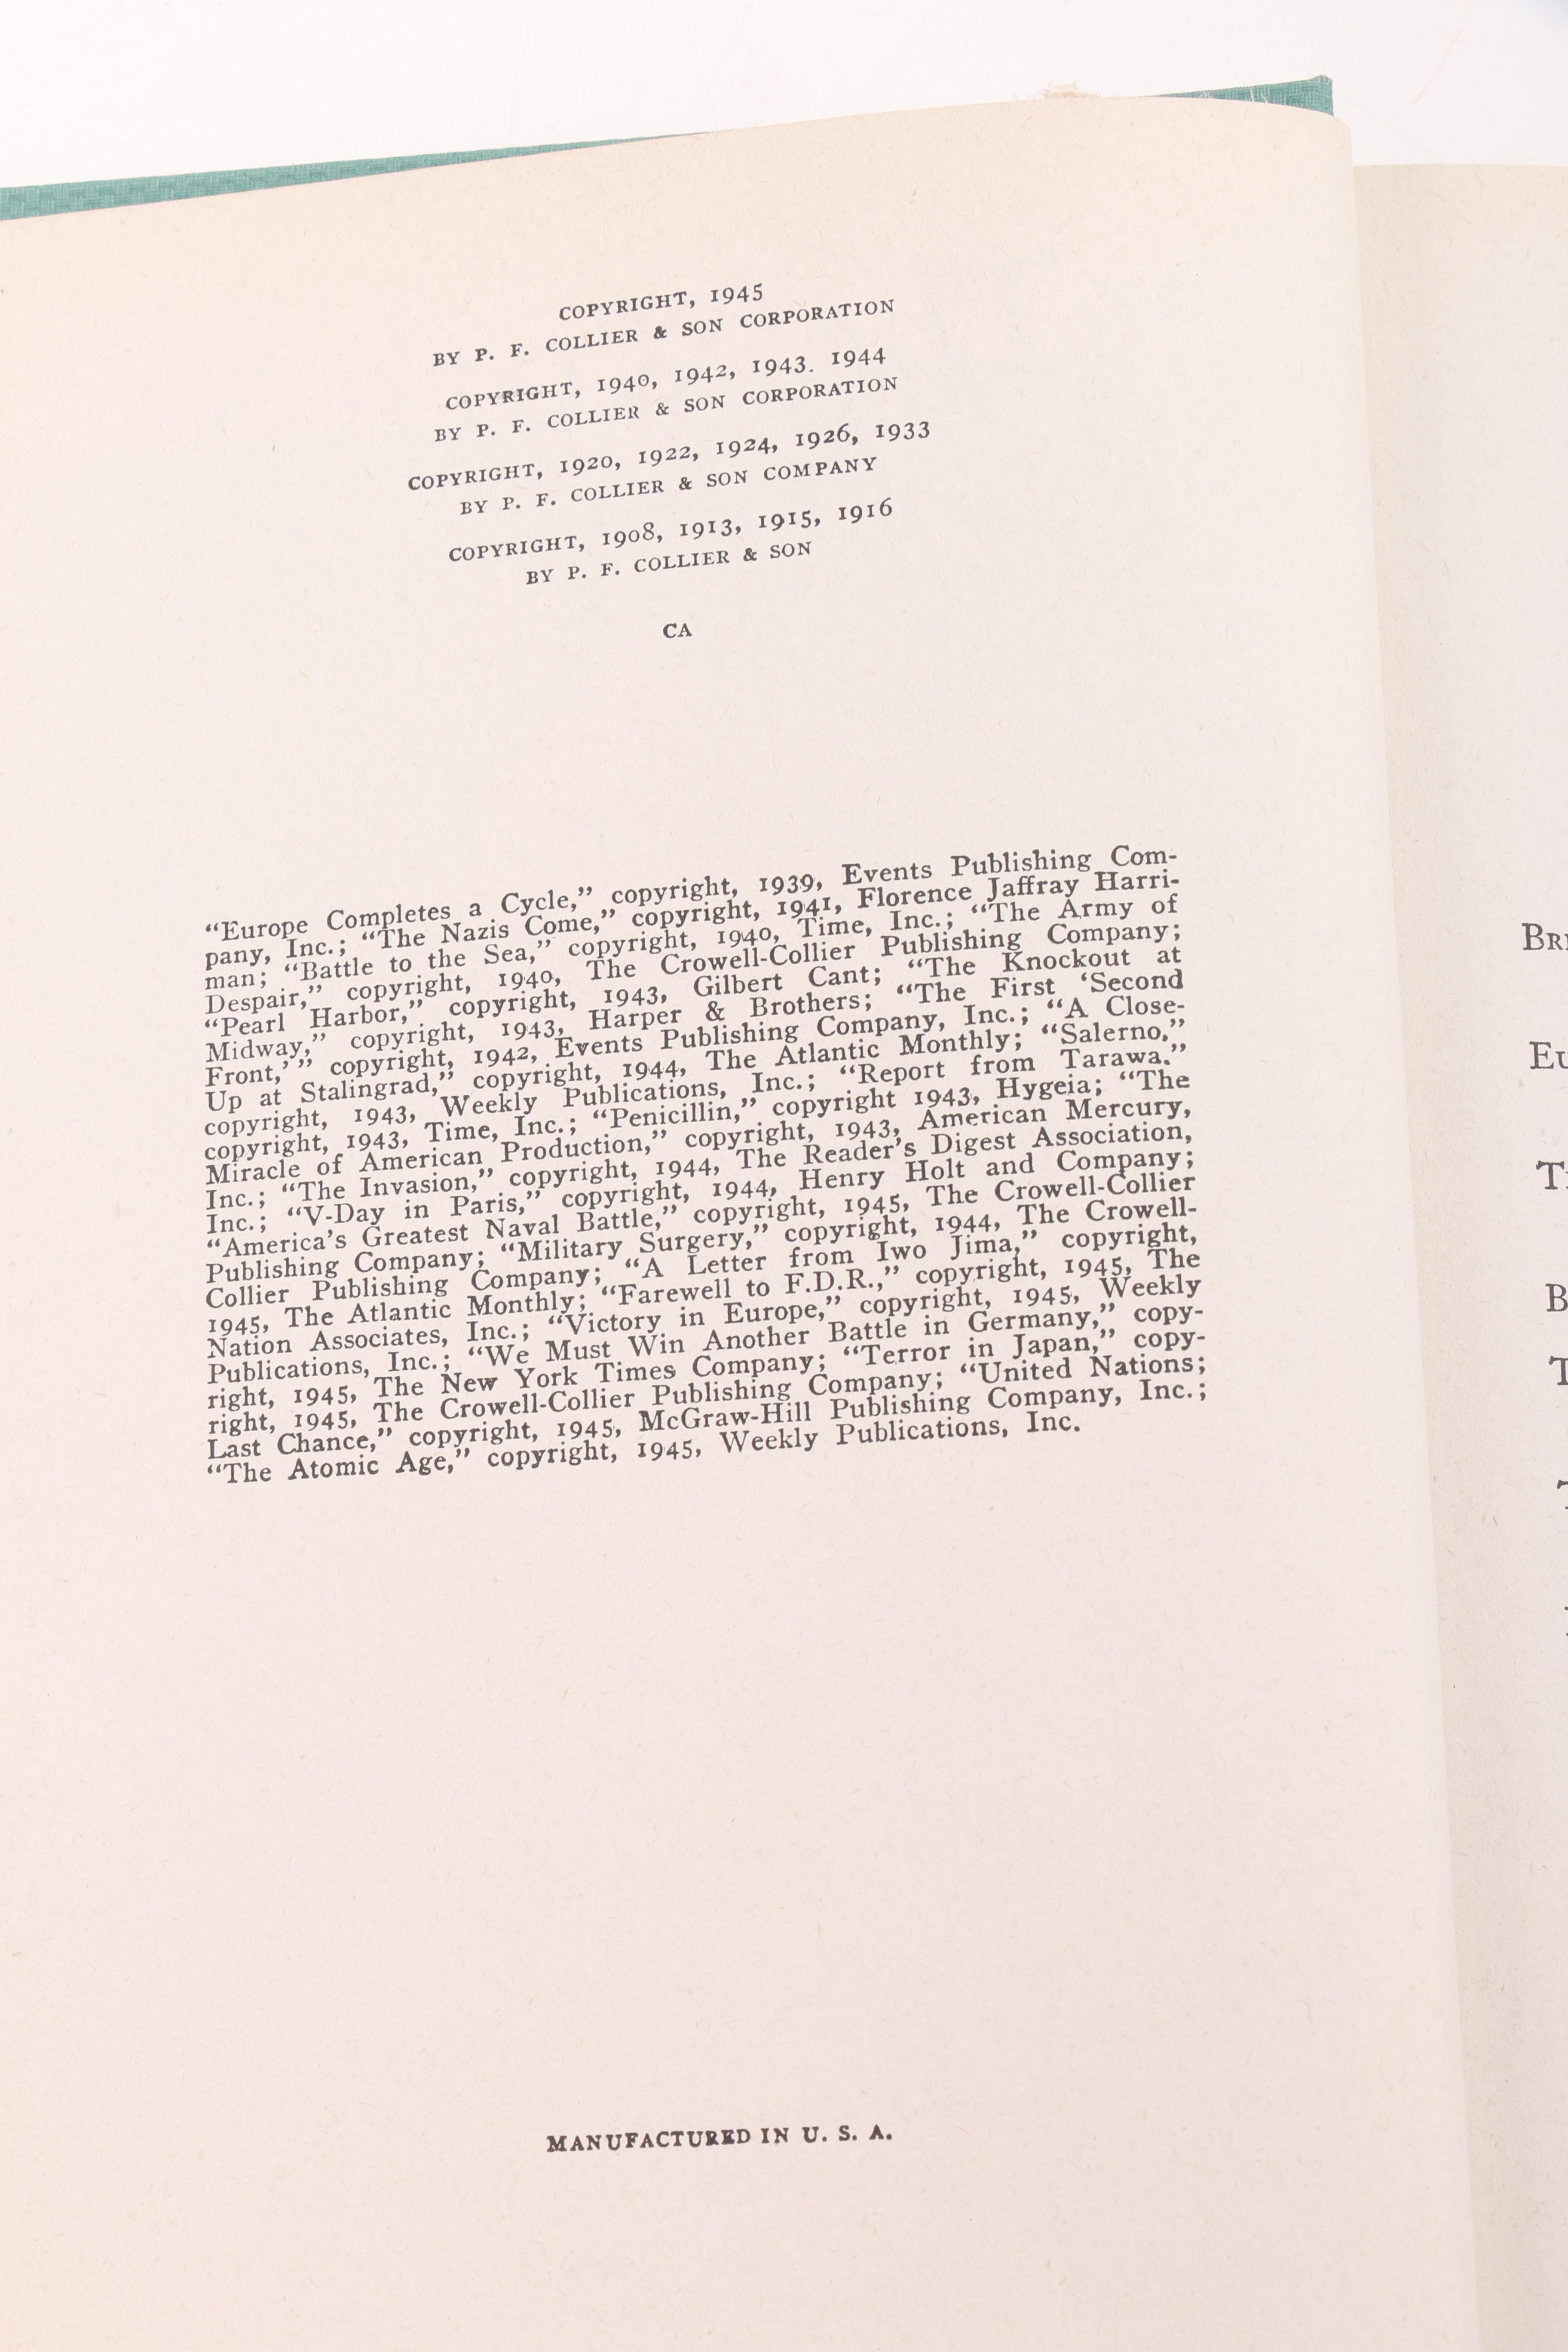 COPYRIGHT, 1945
BY P. F. COLLIER & SON CORPORATION
COPYRIGHT, 1940, 1942, 1943. 1944
BY P. F. COLLIER & SON CORPORATION
COPYRIGHT, 1920, 1922, 1924, 1926, 1933
BY P. F. COLLIER & SON COMPANY
COPYRIGHT, 1908, 1913, 1915, 1916
BY P. F. COLLIER & SON
CA
“Europe Completes a Cycle,” copyright, 1939, Events Publishing Com-
pany, Inc.; “The Nazis Come,” copyright, 1941, Florence Jaffray Harri-
man; “Battle to the Sea,” copyright, 1940, Time, Inc.; “The Army of
Despair,” copyright, 1940, The Crowell-Collier Publishing Company;
“Pearl Harbor,” copyright, 1943, Gilbert Cant; “The Knockout at
Midway,” copyright, 1943, Harper & Brothers; “The First ‘Second
Front,’” copyright, 1942, Events Publishing Company, Inc.; “A Close-
Up at Stalingrad,” copyright, 1944, The Atlantic Monthly; “Salerno,”
copyright, 1943, Weekly Publications, Inc.; “Report from Tarawa.”
copyright, 1943, Time, Inc.; “Penicillin,” copyright 1943, Hygeia; “The
Miracle of American Production,” copyright, 1943, American Mercury,
Inc.; “The Invasion,” copyright, 1944, The Reader’s Digest Association,
Inc.; “V-Day in Paris,” copyright, 1944, Henry Holt and Company;
“America’s Greatest Naval Battle,” copyright, 1945, The Crowell-Collier
Publishing Company; “Military Surgery,” copyright, 1944, The Crowell-
Collier Publishing Company; “A Letter from Iwo Jima,” copyright,
1945, The Atlantic Monthly; “Farewell to F.D.R.,” copyright, 1945, The
Nation Associates, Inc.; “Victory in Europe,” copyright, 1945, Weekly
Publications, Inc.; “We Must Win Another Battle in Germany,” copy-
right, 1945, The New York Times Company; “Terror in Japan,” copy-
right, 1945, The Crowell-Collier Publishing Company; “United Nations;
Last Chance,” copyright, 1945, McGraw-Hill Publishing Company, Inc.;
“The Atomic Age,” copyright, 1945, Weekly Publications, Inc.
MANUFACTURED IN U. S. A.